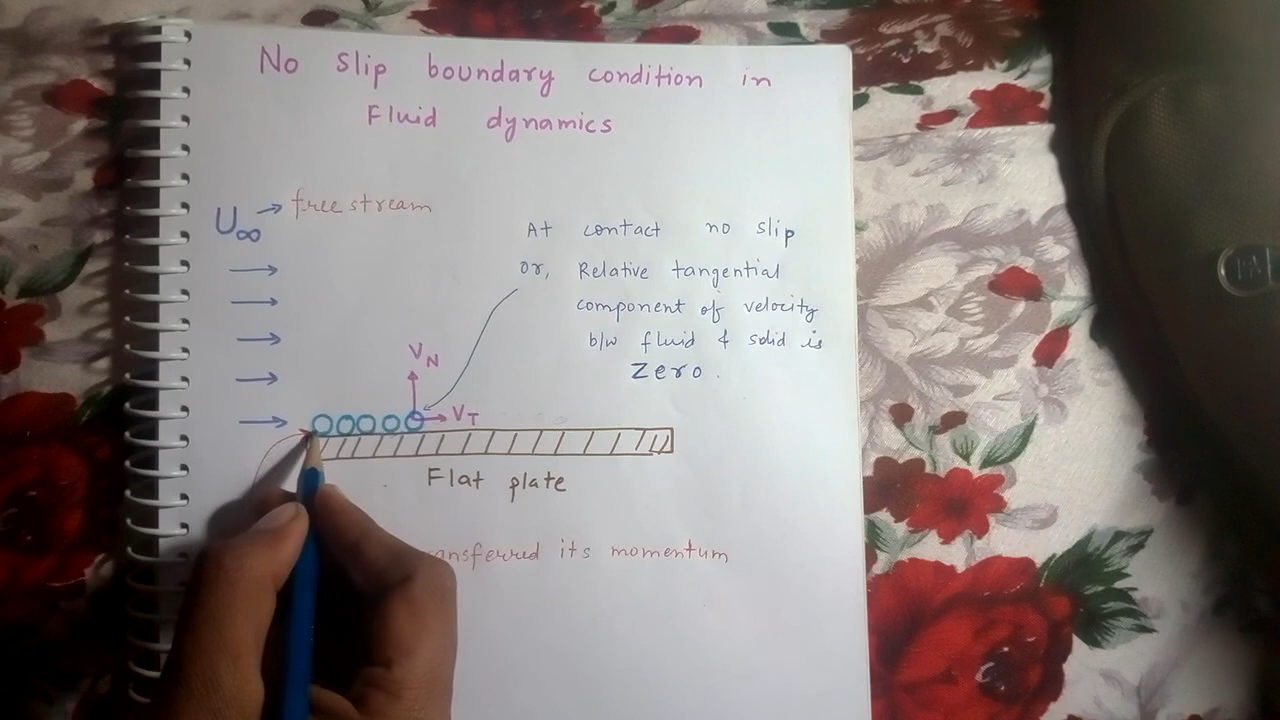 No slip boundary condition in
Fluid dynamics
U∞ → free stream
At contact no slip
or, Relative tangential
component of velocity
b/w fluid & solid is
Zero.
VN
VT
Flat plate
ansferred its momentum